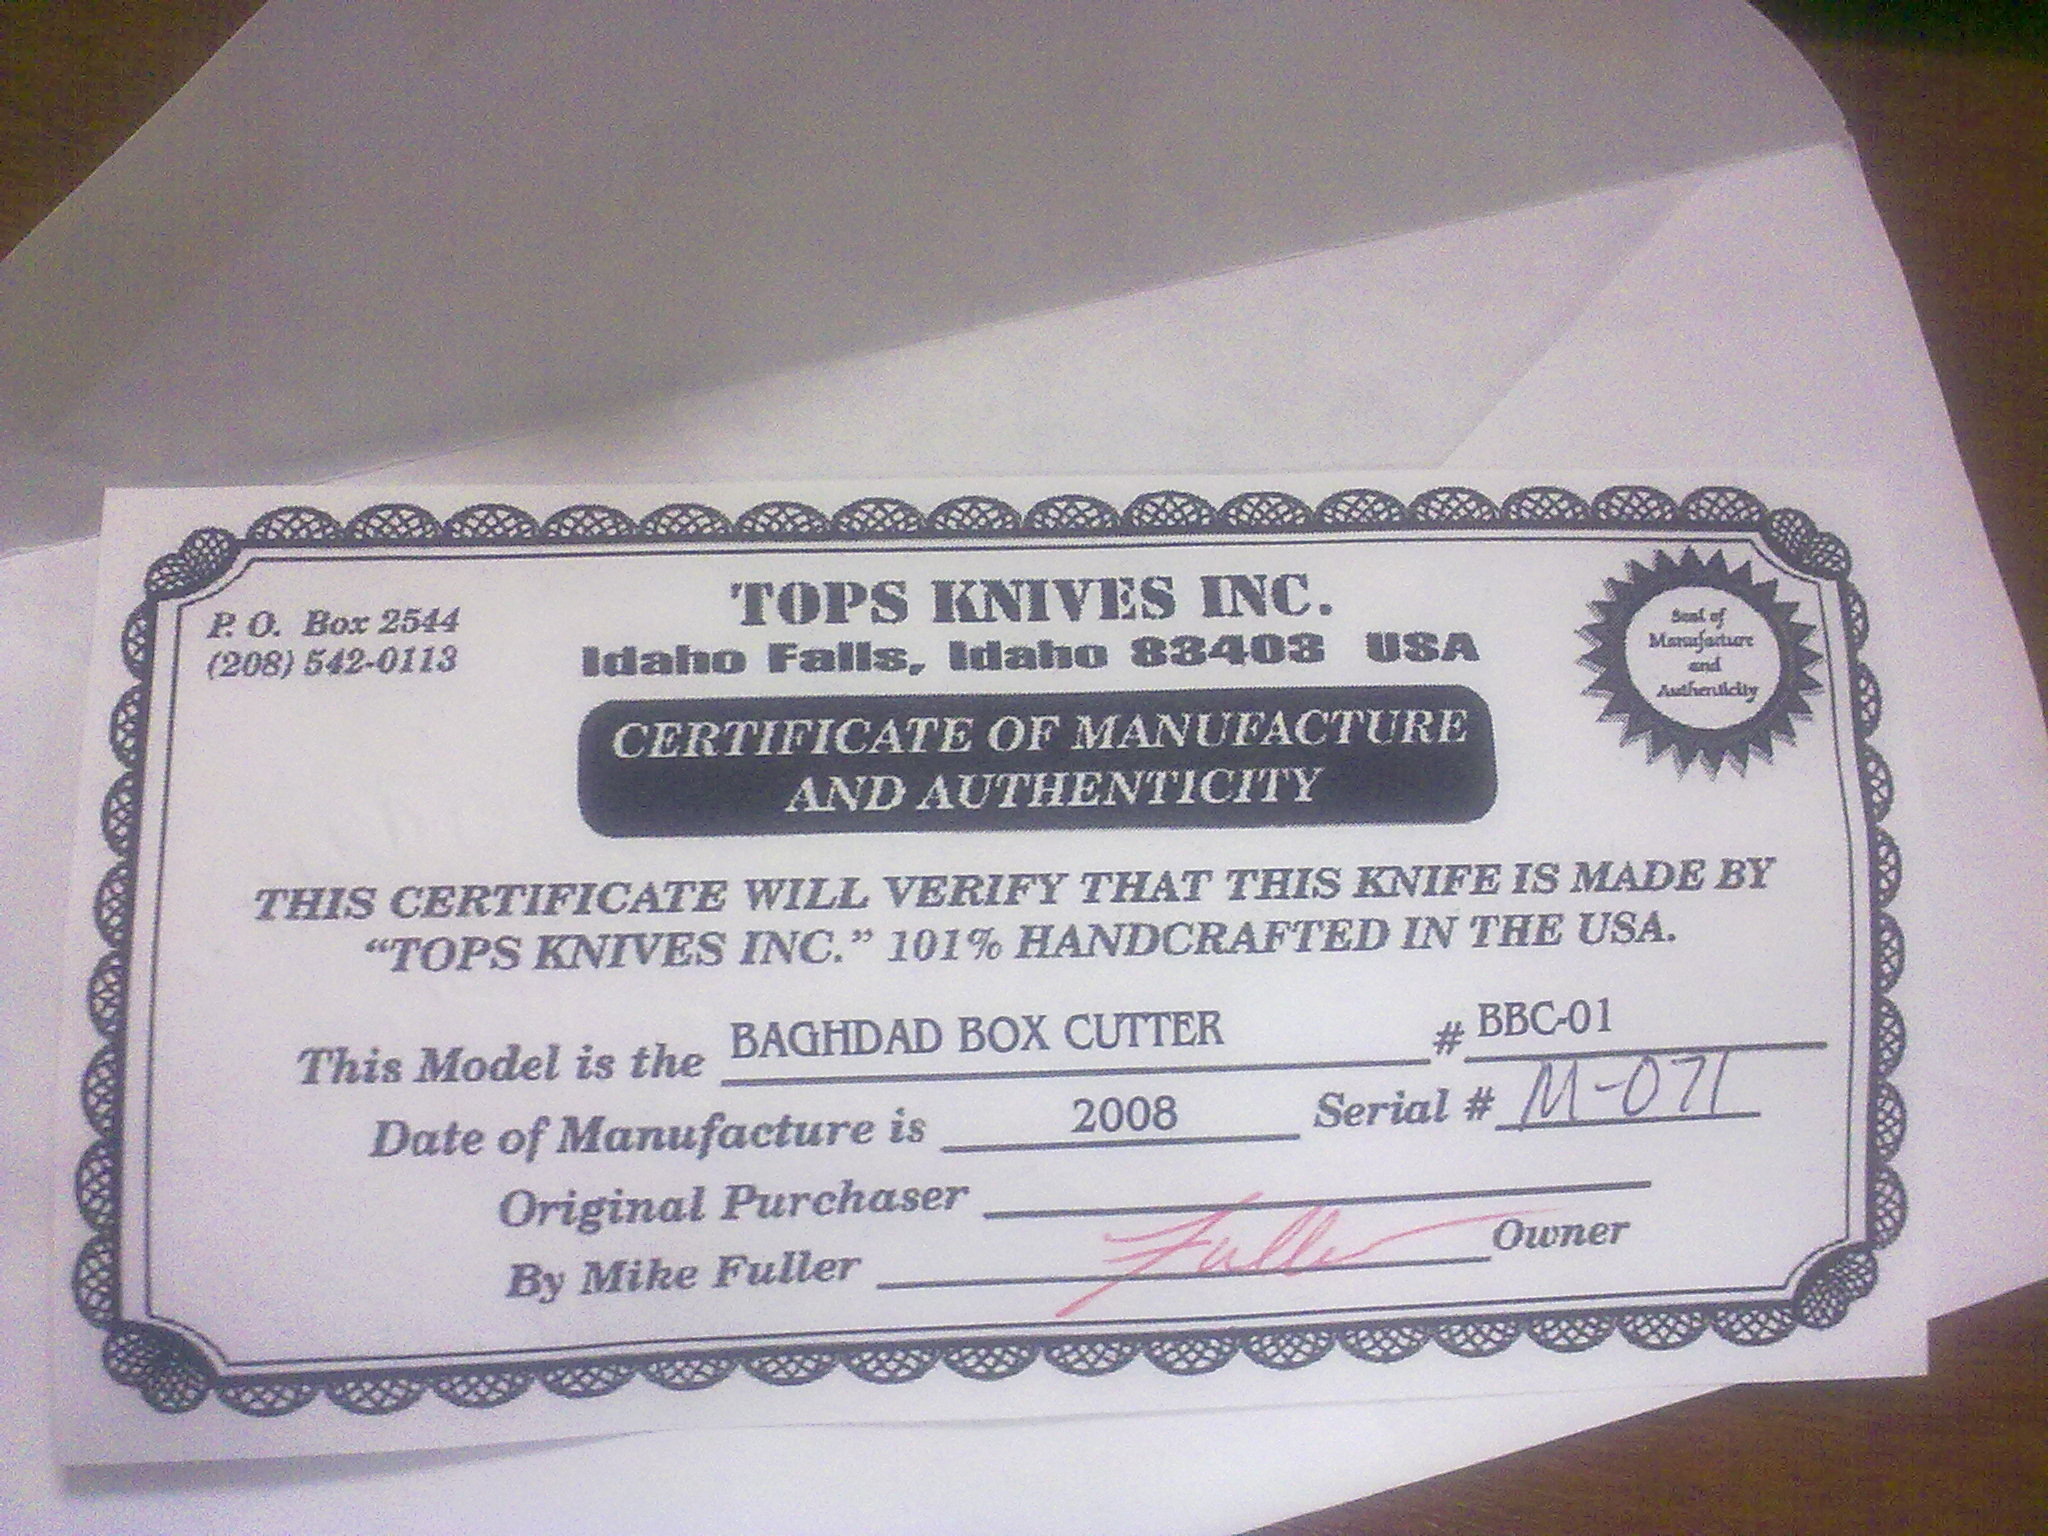 P. O. Box 2544
(208) 542-0113
TOPS KNIVES INC.
Idaho Falls, Idaho 83403 USA
Seal of
Manufacture
and
Authenticity
CERTIFICATE OF MANUFACTURE
AND AUTHENTICITY
THIS CERTIFICATE WILL VERIFY THAT THIS KNIFE IS MADE BY
“TOPS KNIVES INC.” 101% HANDCRAFTED IN THE USA.
This Model is the BAGHDAD BOX CUTTER # BBC-01
Date of Manufacture is 2008 Serial # M-071
Original Purchaser
By Mike Fuller Fuller Owner